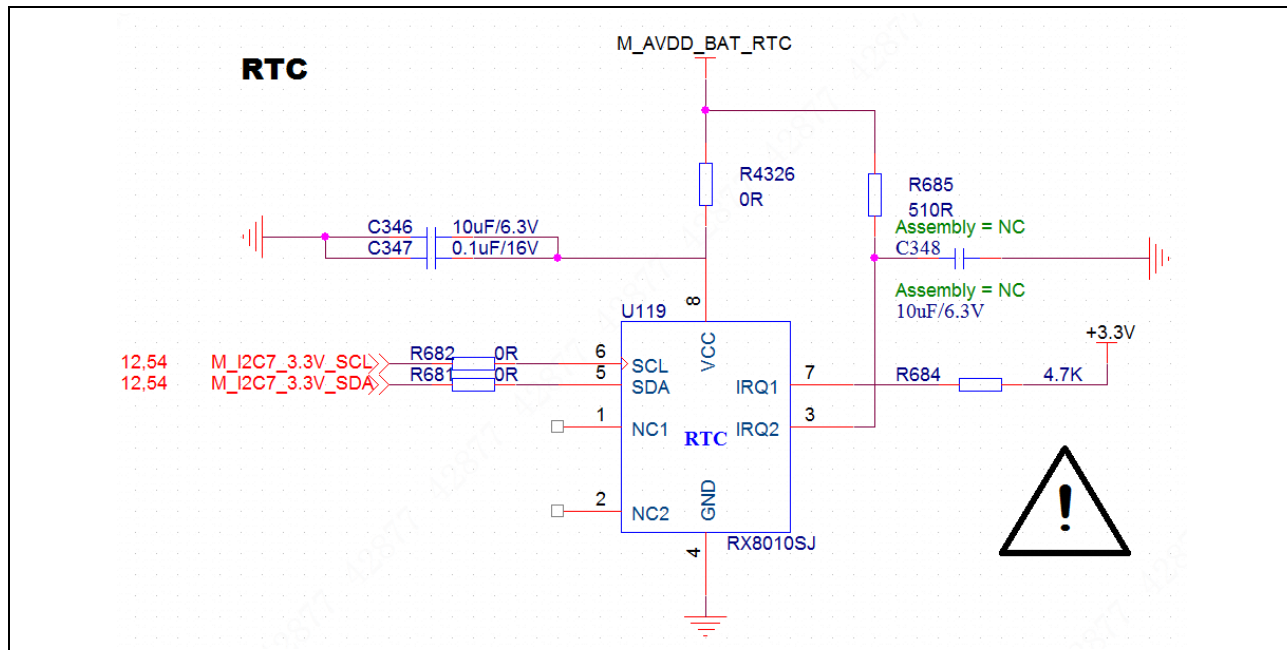 M_AVDD_BAT_RTC
RTC
R4326
0R
R685
510R
Assembly = NC
C346 10uF/6.3V
C347 0.1uF/16V
C348
Assembly = NC
10uF/6.3V
U119
8
VCC
+3.3V
12,54 M_I2C7_3.3V_SCL R682 0R 6 SCL
12,54 M_I2C7_3.3V_SDA R681 0R 5 SDA
IRQ1 7 R684 4.7K
1 NC1
RTC
IRQ2 3
2 NC2
GND
4
RX8010SJ
!
42877